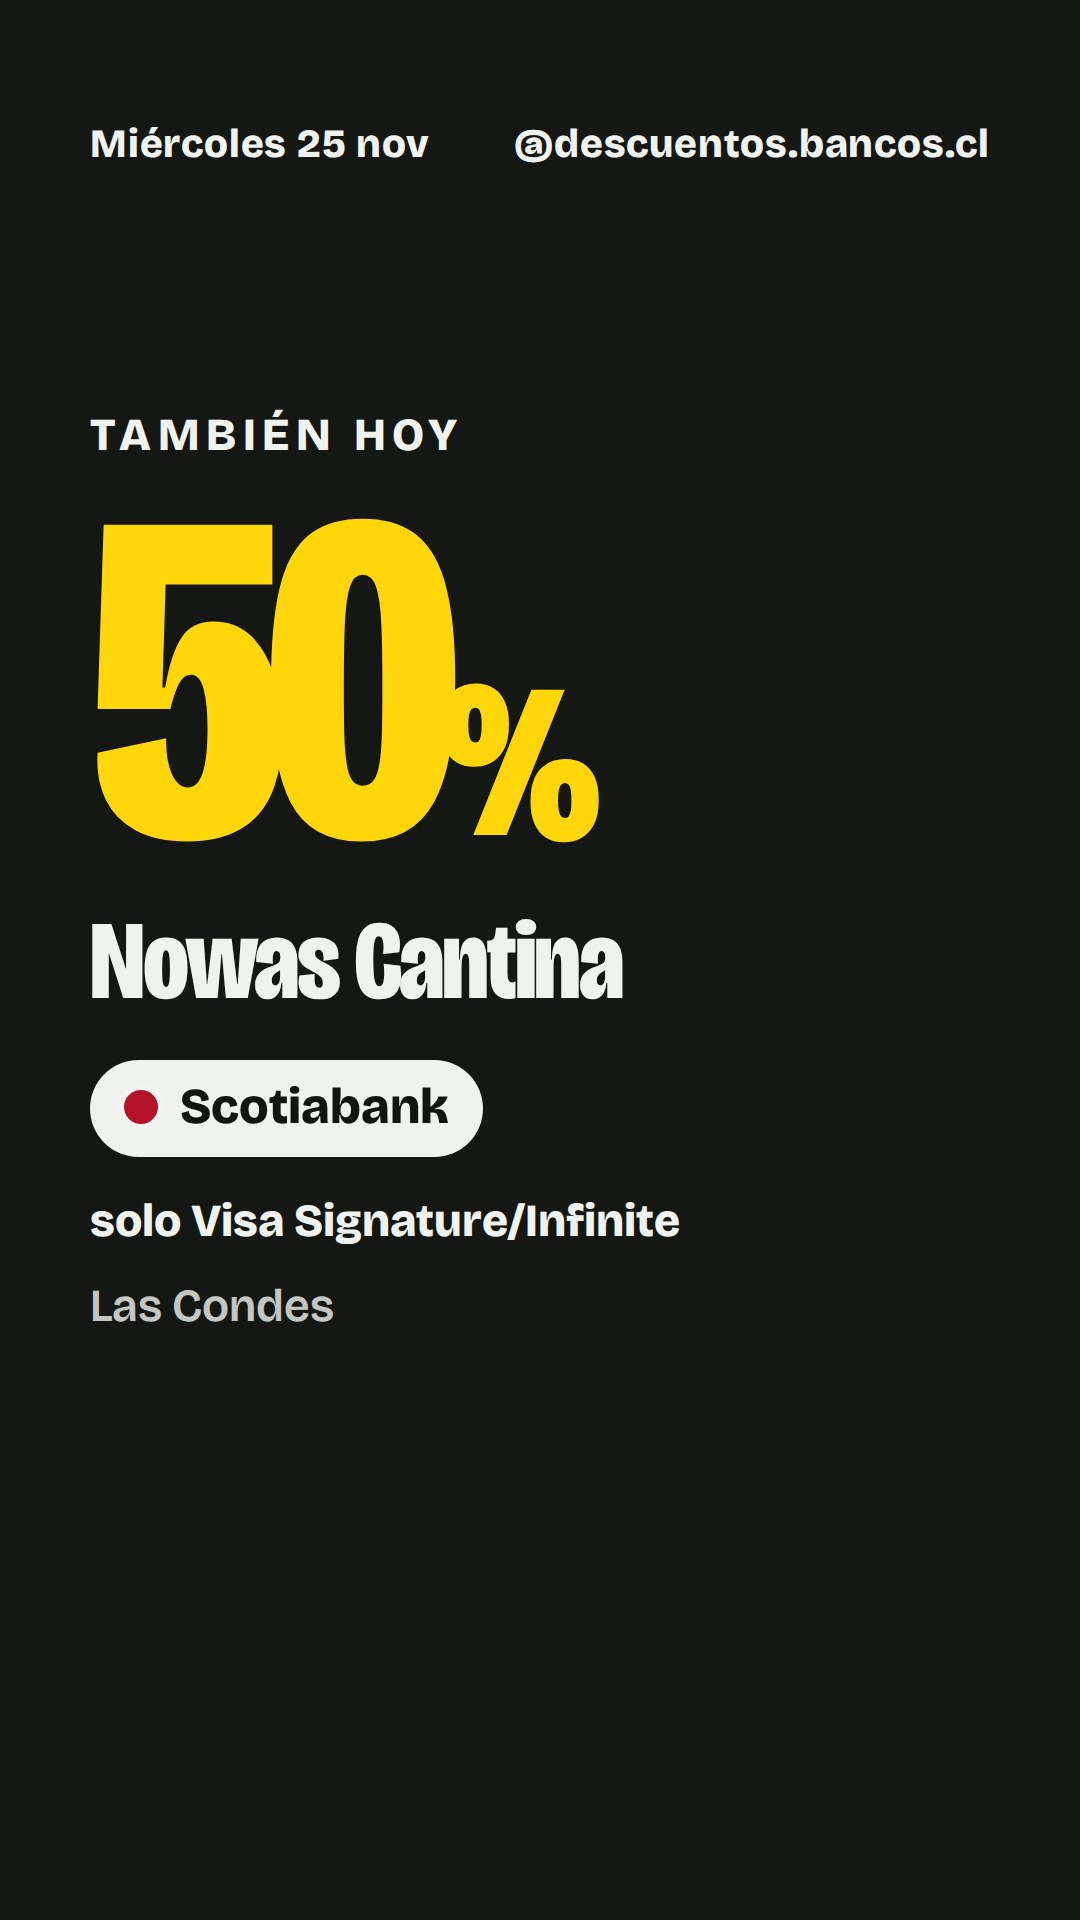 Miércoles 25 nov @descuentos.bancos.cl
TAMBIÉN HOY
50%
Nowas Cantina
Scotiabank
solo Visa Signature/Infinite
Las Condes